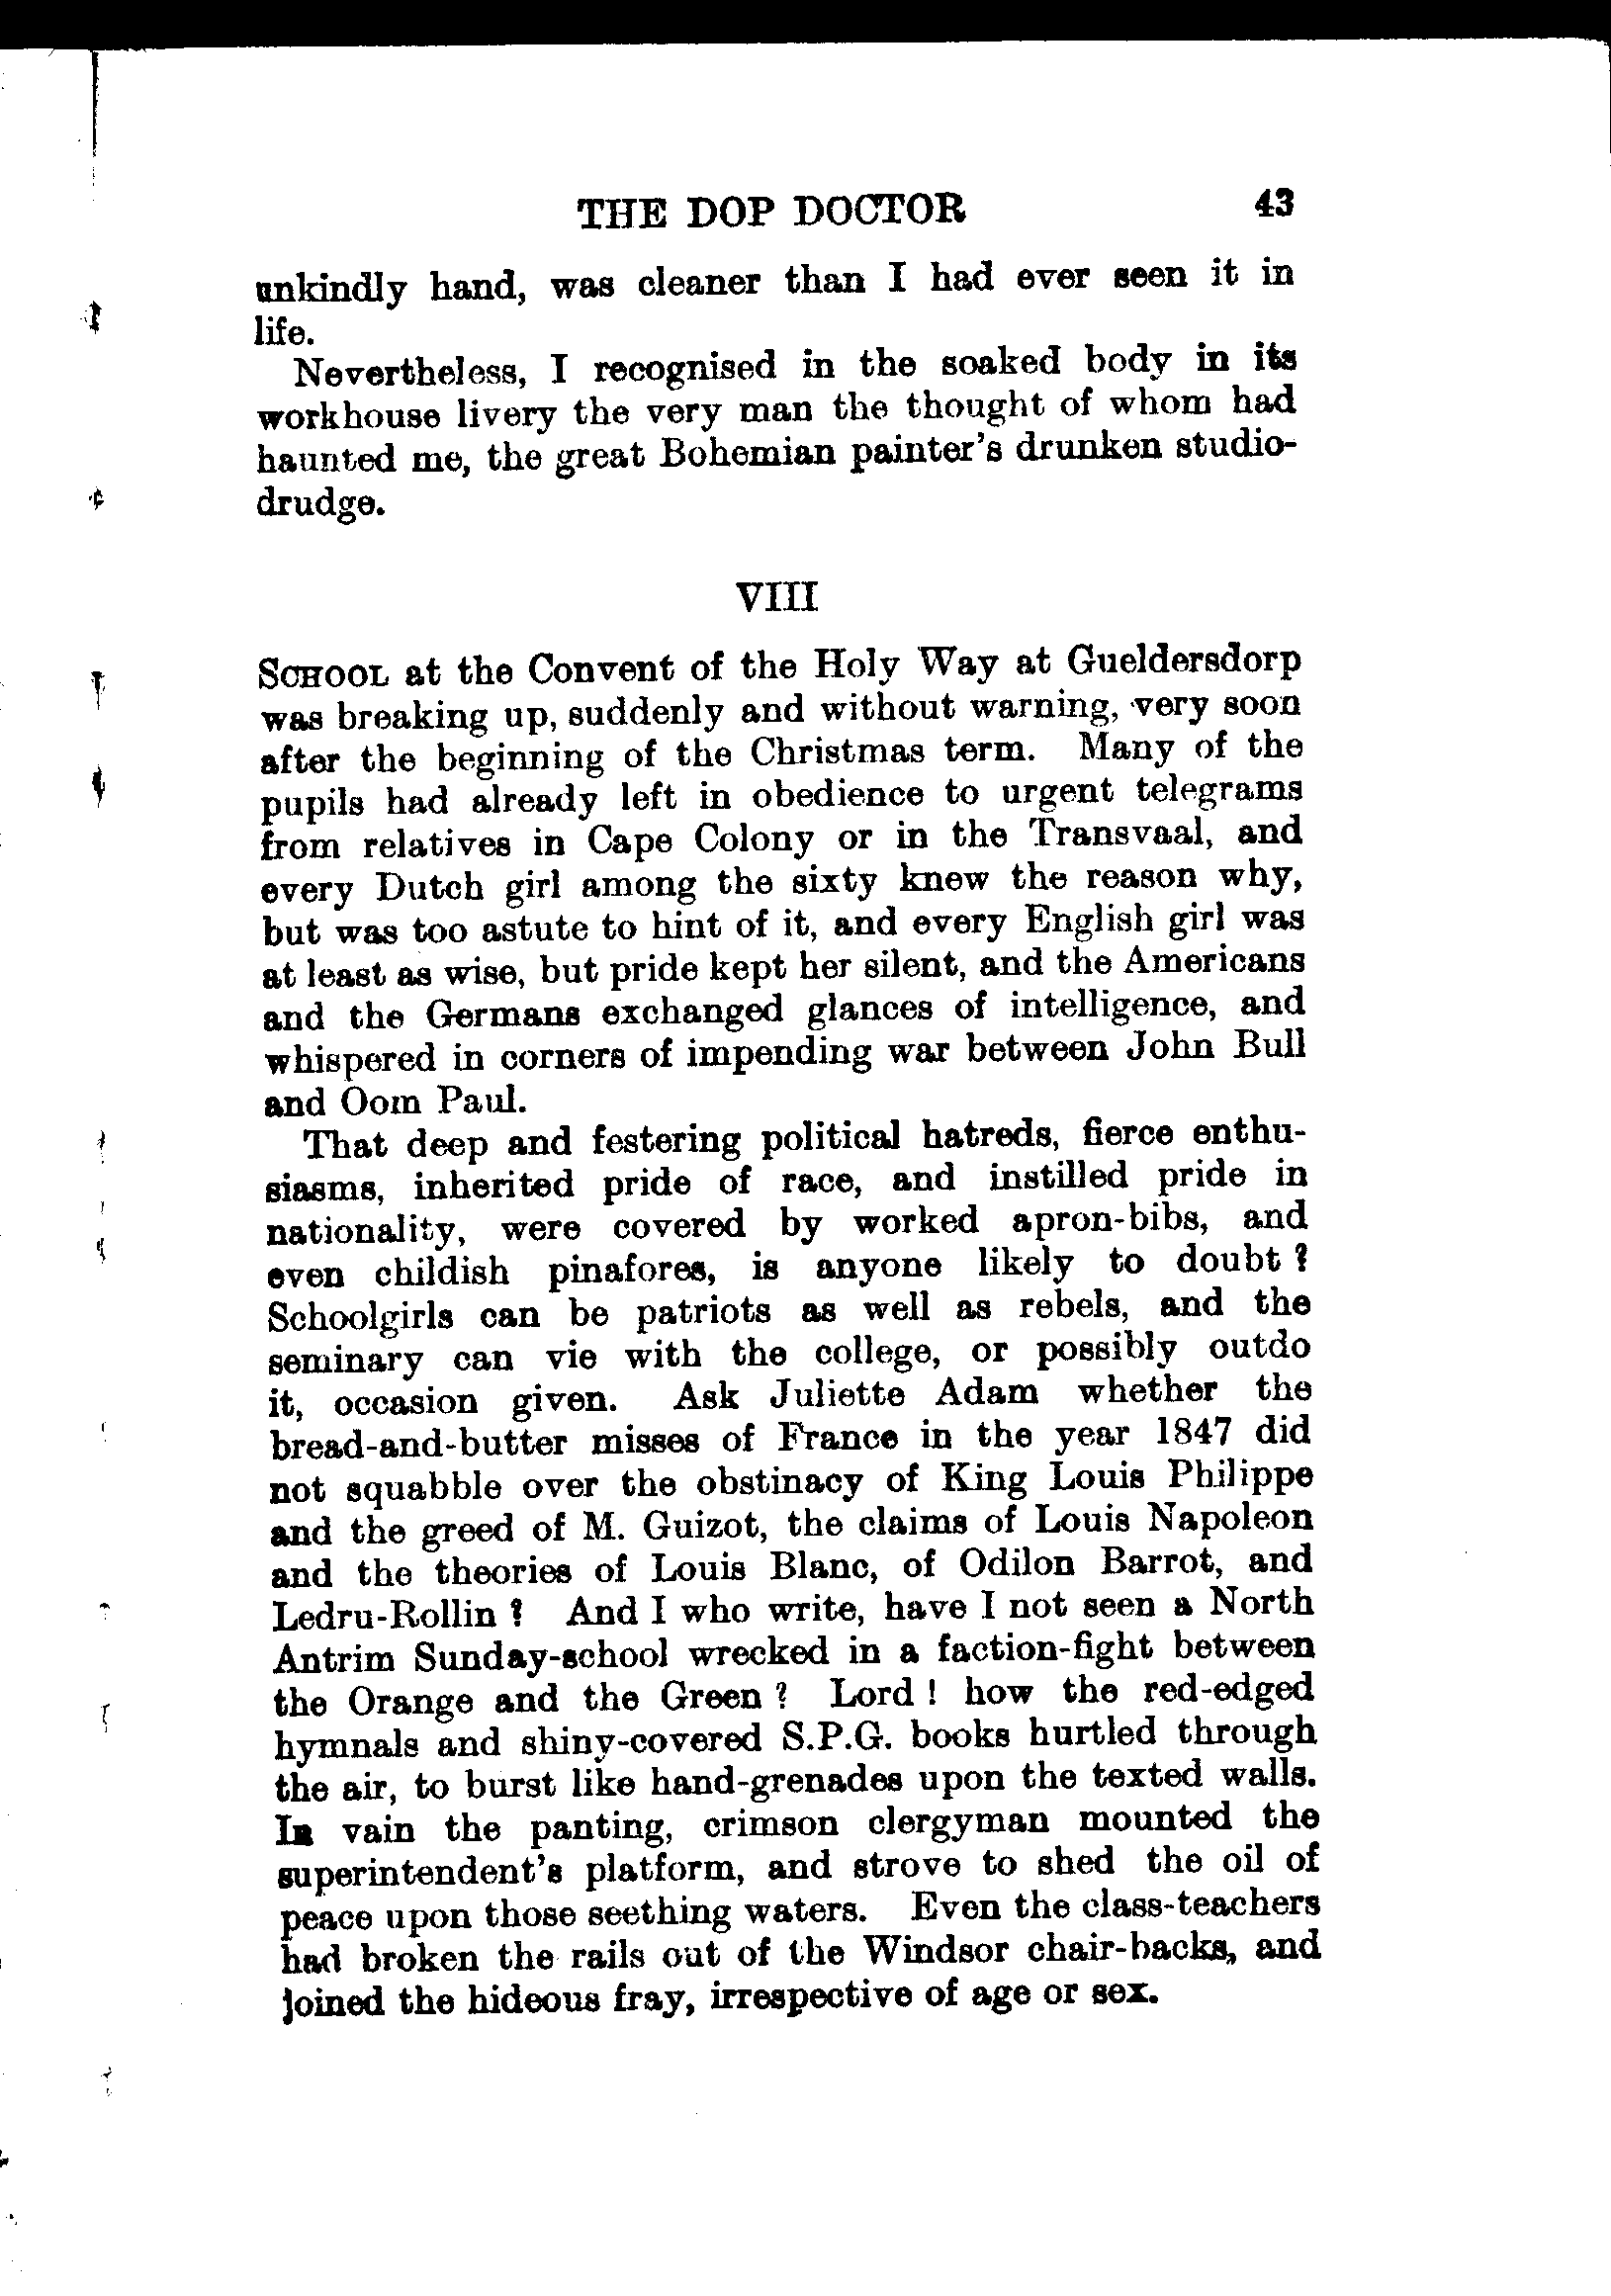 THE DOP DOCTOR 43
unkindly hand, was cleaner than I had ever seen it in
life.
Nevertheless, I recognised in the soaked body in its
workhouse livery the very man the thought of whom had
haunted me, the great Bohemian painter's drunken studio-
drudge.
VIII
SCHOOL at the Convent of the Holy Way at Gueldersdorp
was breaking up, suddenly and without warning, very soon
after the beginning of the Christmas term. Many of the
pupils had already left in obedience to urgent telegrams
from relatives in Cape Colony or in the Transvaal, and
every Dutch girl among the sixty knew the reason why,
but was too astute to hint of it, and every English girl was
at least as wise, but pride kept her silent, and the Americans
and the Germans exchanged glances of intelligence, and
whispered in corners of impending war between John Bull
and Oom Paul.
That deep and festering political hatreds, fierce enthu-
siasms, inherited pride of race, and instilled pride in
nationality, were covered by worked apron-bibs, and
even childish pinafores, is anyone likely to doubt ?
Schoolgirls can be patriots as well as rebels, and the
seminary can vie with the college, or possibly outdo
it, occasion given. Ask Juliette Adam whether the
bread-and-butter misses of France in the year 1847 did
not squabble over the obstinacy of King Louis Philippe
and the greed of M. Guizot, the claims of Louis Napoleon
and the theories of Louis Blanc, of Odilon Barrot, and
Ledru-Rollin ? And I who write, have I not seen a North
Antrim Sunday-school wrecked in a faction-fight between
the Orange and the Green ? Lord ! how the red-edged
hymnals and shiny-covered S.P.G. books hurtled through
the air, to burst like hand-grenades upon the texted walls.
In vain the panting, crimson clergyman mounted the
superintendent's platform, and strove to shed the oil of
peace upon those seething waters. Even the class-teachers
had broken the rails out of the Windsor chair-backs, and
joined the hideous fray, irrespective of age or sex.